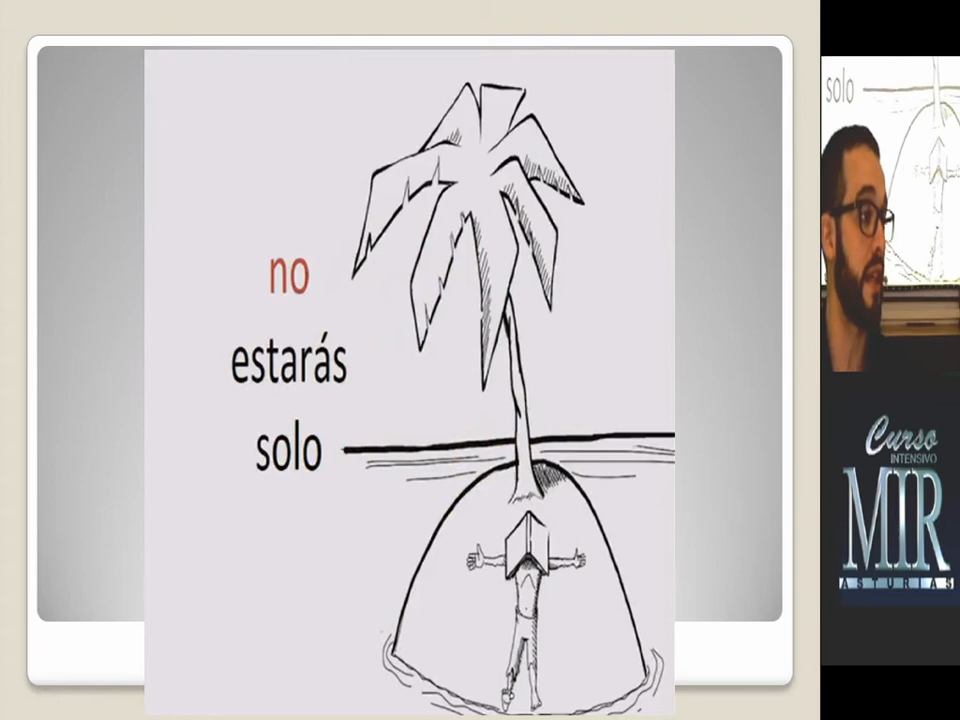 no
estarás
solo
solo
Curso
INTENSIVO
MIR
ASTURIAS